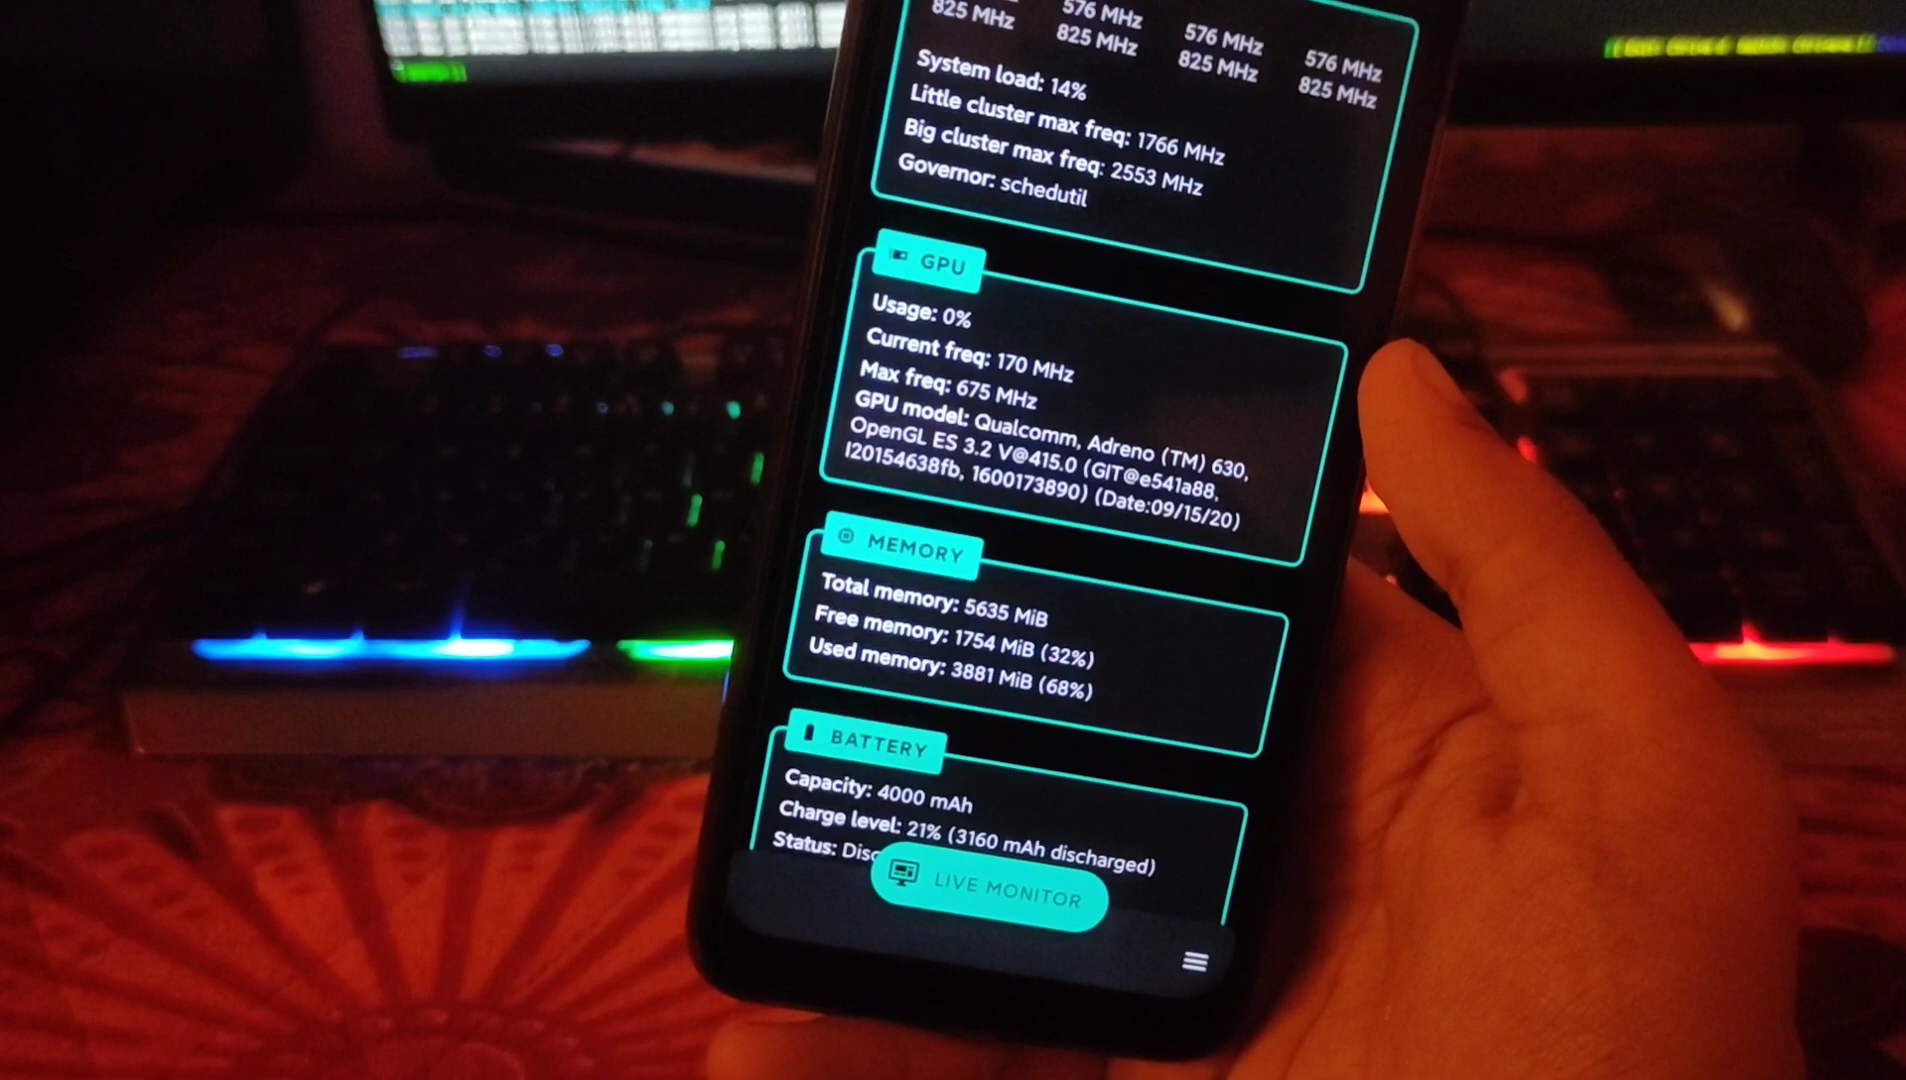 825 MHz 576 MHz 576 MHz 576 MHz
825 MHz 825 MHz 825 MHz
System load: 14%
Little cluster max freq: 1766 MHz
Big cluster max freq: 2553 MHz
Governor: schedutil
GPU
Usage: 0%
Current freq: 170 MHz
Max freq: 675 MHz
GPU model: Qualcomm, Adreno (TM) 630,
OpenGL ES 3.2 V@415.0 (GIT@e541a88,
I20154638fb, 1600173890) (Date:09/15/20)
MEMORY
Total memory: 5635 MiB
Free memory: 1754 MiB (32%)
Used memory: 3881 MiB (68%)
BATTERY
Capacity: 4000 mAh
Charge level: 21% (3160 mAh discharged)
Status:
LIVE MONITOR